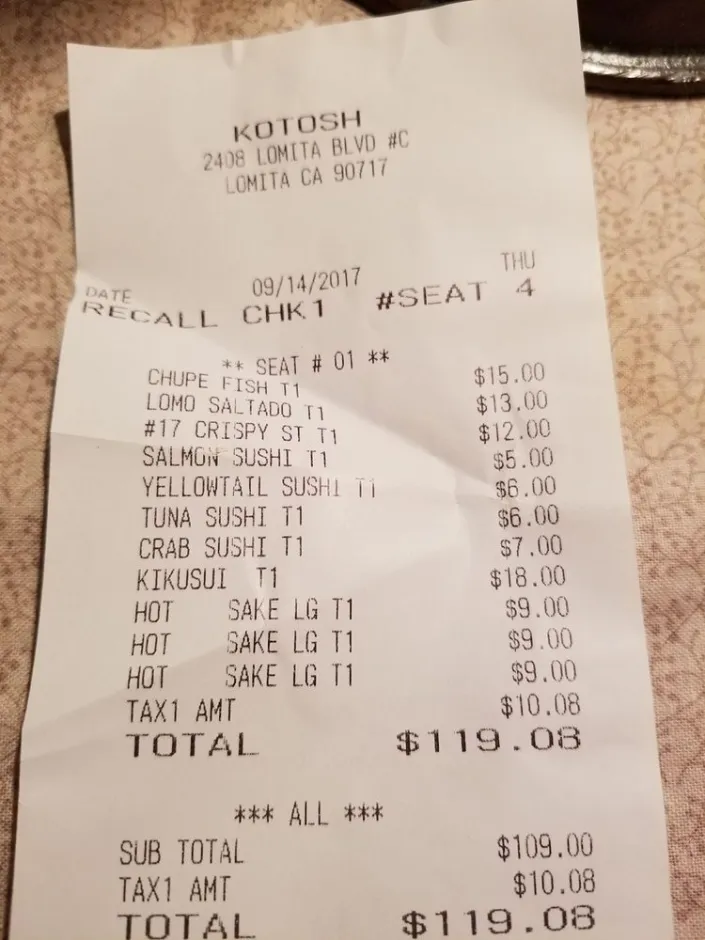 KOTOSH
2408 LOMITA BLVD #C
LOMITA CA 90717
DATE 09/14/2017 THU
RECALL CHK1 #SEAT 4
** SEAT # 01 **
CHUPE FISH T1 $15.00
LOMO SALTADO T1 $13.00
#17 CRISPY ST T1 $12.00
SALMON SUSHI T1 $5.00
YELLOWTAIL SUSHI T1 $6.00
TUNA SUSHI T1 $6.00
CRAB SUSHI T1 $7.00
KIKUSUI T1 $18.00
HOT SAKE LG T1 $9.00
HOT SAKE LG T1 $9.00
HOT SAKE LG T1 $9.00
TAX1 AMT $10.08
TOTAL $119.08
*** ALL ***
SUB TOTAL $109.00
TAX1 AMT $10.08
TOTAL $119.08